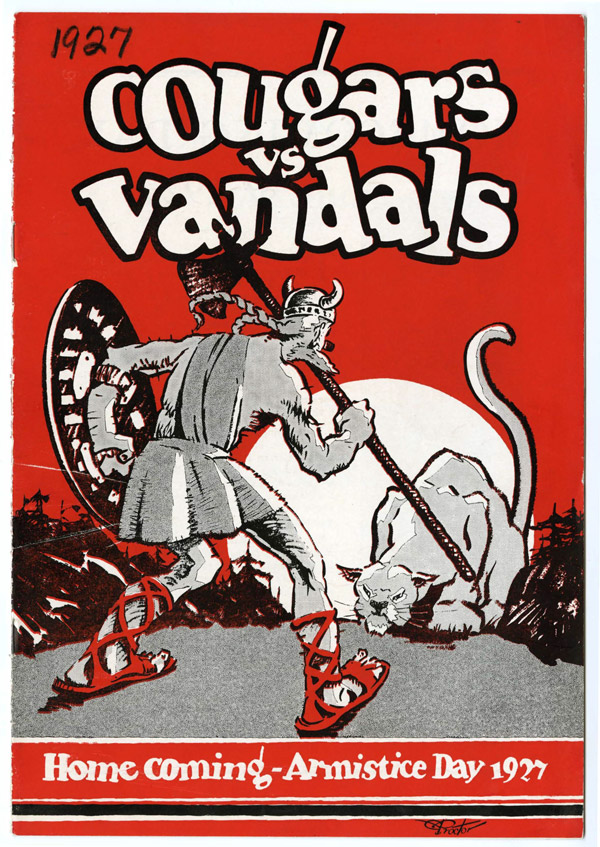 1927
Cougars
vs
Vandals
Home Coming - Armistice Day 1927